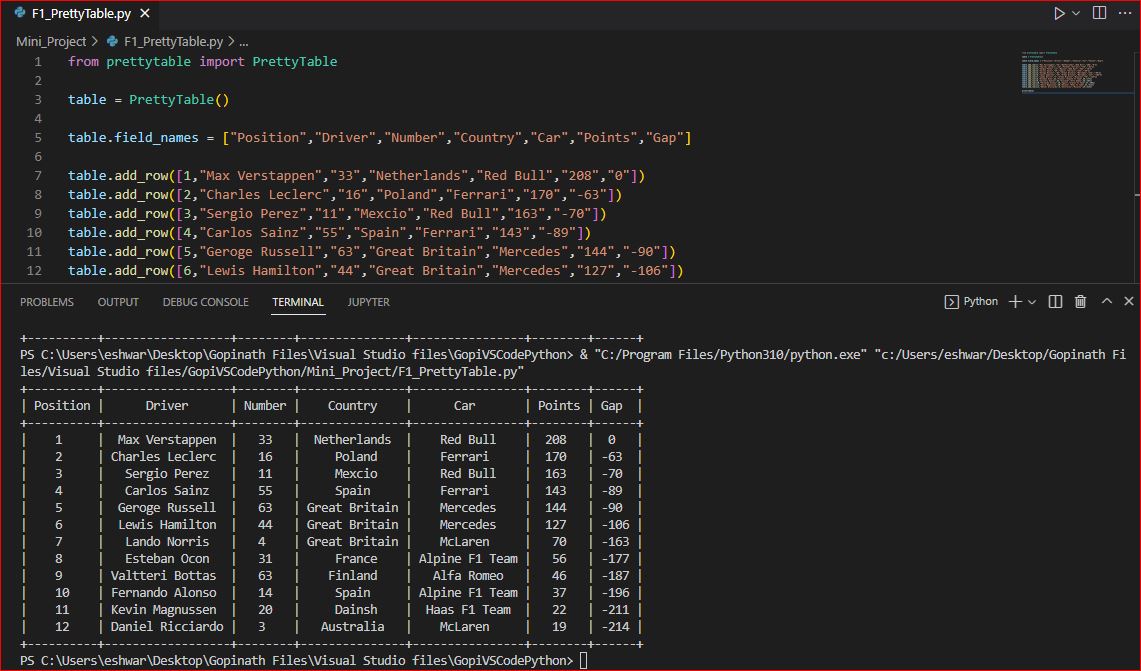 F1_PrettyTable.py
Mini_Project > F1_PrettyTable.py > ...
1 from prettytable import PrettyTable
2
3 table = PrettyTable()
4
5 table.field_names = ["Position","Driver","Number","Country","Car","Points","Gap"]
6
7 table.add_row([1,"Max Verstappen","33","Netherlands","Red Bull","208","0"])
8 table.add_row([2,"Charles Leclerc","16","Poland","Ferrari","170","-63"])
9 table.add_row([3,"Sergio Perez","11","Mexcio","Red Bull","163","-70"])
10 table.add_row([4,"Carlos Sainz","55","Spain","Ferrari","143","-89"])
11 table.add_row([5,"Geroge Russell","63","Great Britain","Mercedes","144","-90"])
12 table.add_row([6,"Lewis Hamilton","44","Great Britain","Mercedes","127","-106"])
PROBLEMS OUTPUT DEBUG CONSOLE TERMINAL JUPYTER Python
+----------+------------------+--------+---------------+----------------+--------+------+
PS C:\Users\eshwar\Desktop\Gopinath Files\Visual Studio files\GopiVSCodePython> & "C:/Program Files/Python310/python.exe" "c:/Users/eshwar/Desktop/Gopinath Fi
les/Visual Studio files/GopiVSCodePython/Mini_Project/F1_PrettyTable.py"
+----------+------------------+--------+---------------+----------------+--------+------+
| Position | Driver | Number | Country | Car | Points | Gap |
+----------+------------------+--------+---------------+----------------+--------+------+
| 1 | Max Verstappen | 33 | Netherlands | Red Bull | 208 | 0 |
| 2 | Charles Leclerc | 16 | Poland | Ferrari | 170 | -63 |
| 3 | Sergio Perez | 11 | Mexcio | Red Bull | 163 | -70 |
| 4 | Carlos Sainz | 55 | Spain | Ferrari | 143 | -89 |
| 5 | Geroge Russell | 63 | Great Britain | Mercedes | 144 | -90 |
| 6 | Lewis Hamilton | 44 | Great Britain | Mercedes | 127 | -106 |
| 7 | Lando Norris | 4 | Great Britain | McLaren | 70 | -163 |
| 8 | Esteban Ocon | 31 | France | Alpine F1 Team | 56 | -177 |
| 9 | Valtteri Bottas | 63 | Finland | Alfa Romeo | 46 | -187 |
| 10 | Fernando Alonso | 14 | Spain | Alpine F1 Team | 37 | -196 |
| 11 | Kevin Magnussen | 20 | Dainsh | Haas F1 Team | 22 | -211 |
| 12 | Daniel Ricciardo | 3 | Australia | McLaren | 19 | -214 |
+----------+------------------+--------+---------------+----------------+--------+------+
PS C:\Users\eshwar\Desktop\Gopinath Files\Visual Studio files\GopiVSCodePython>